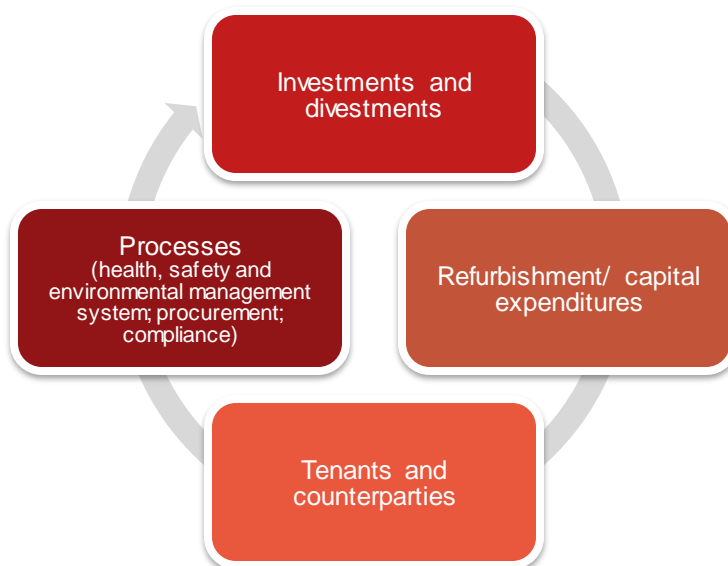 Investments and
divestments
Refurbishment/ capital
expenditures
Tenants and
counterparties
Processes
(health, safety and
environmental management
system; procurement;
compliance)